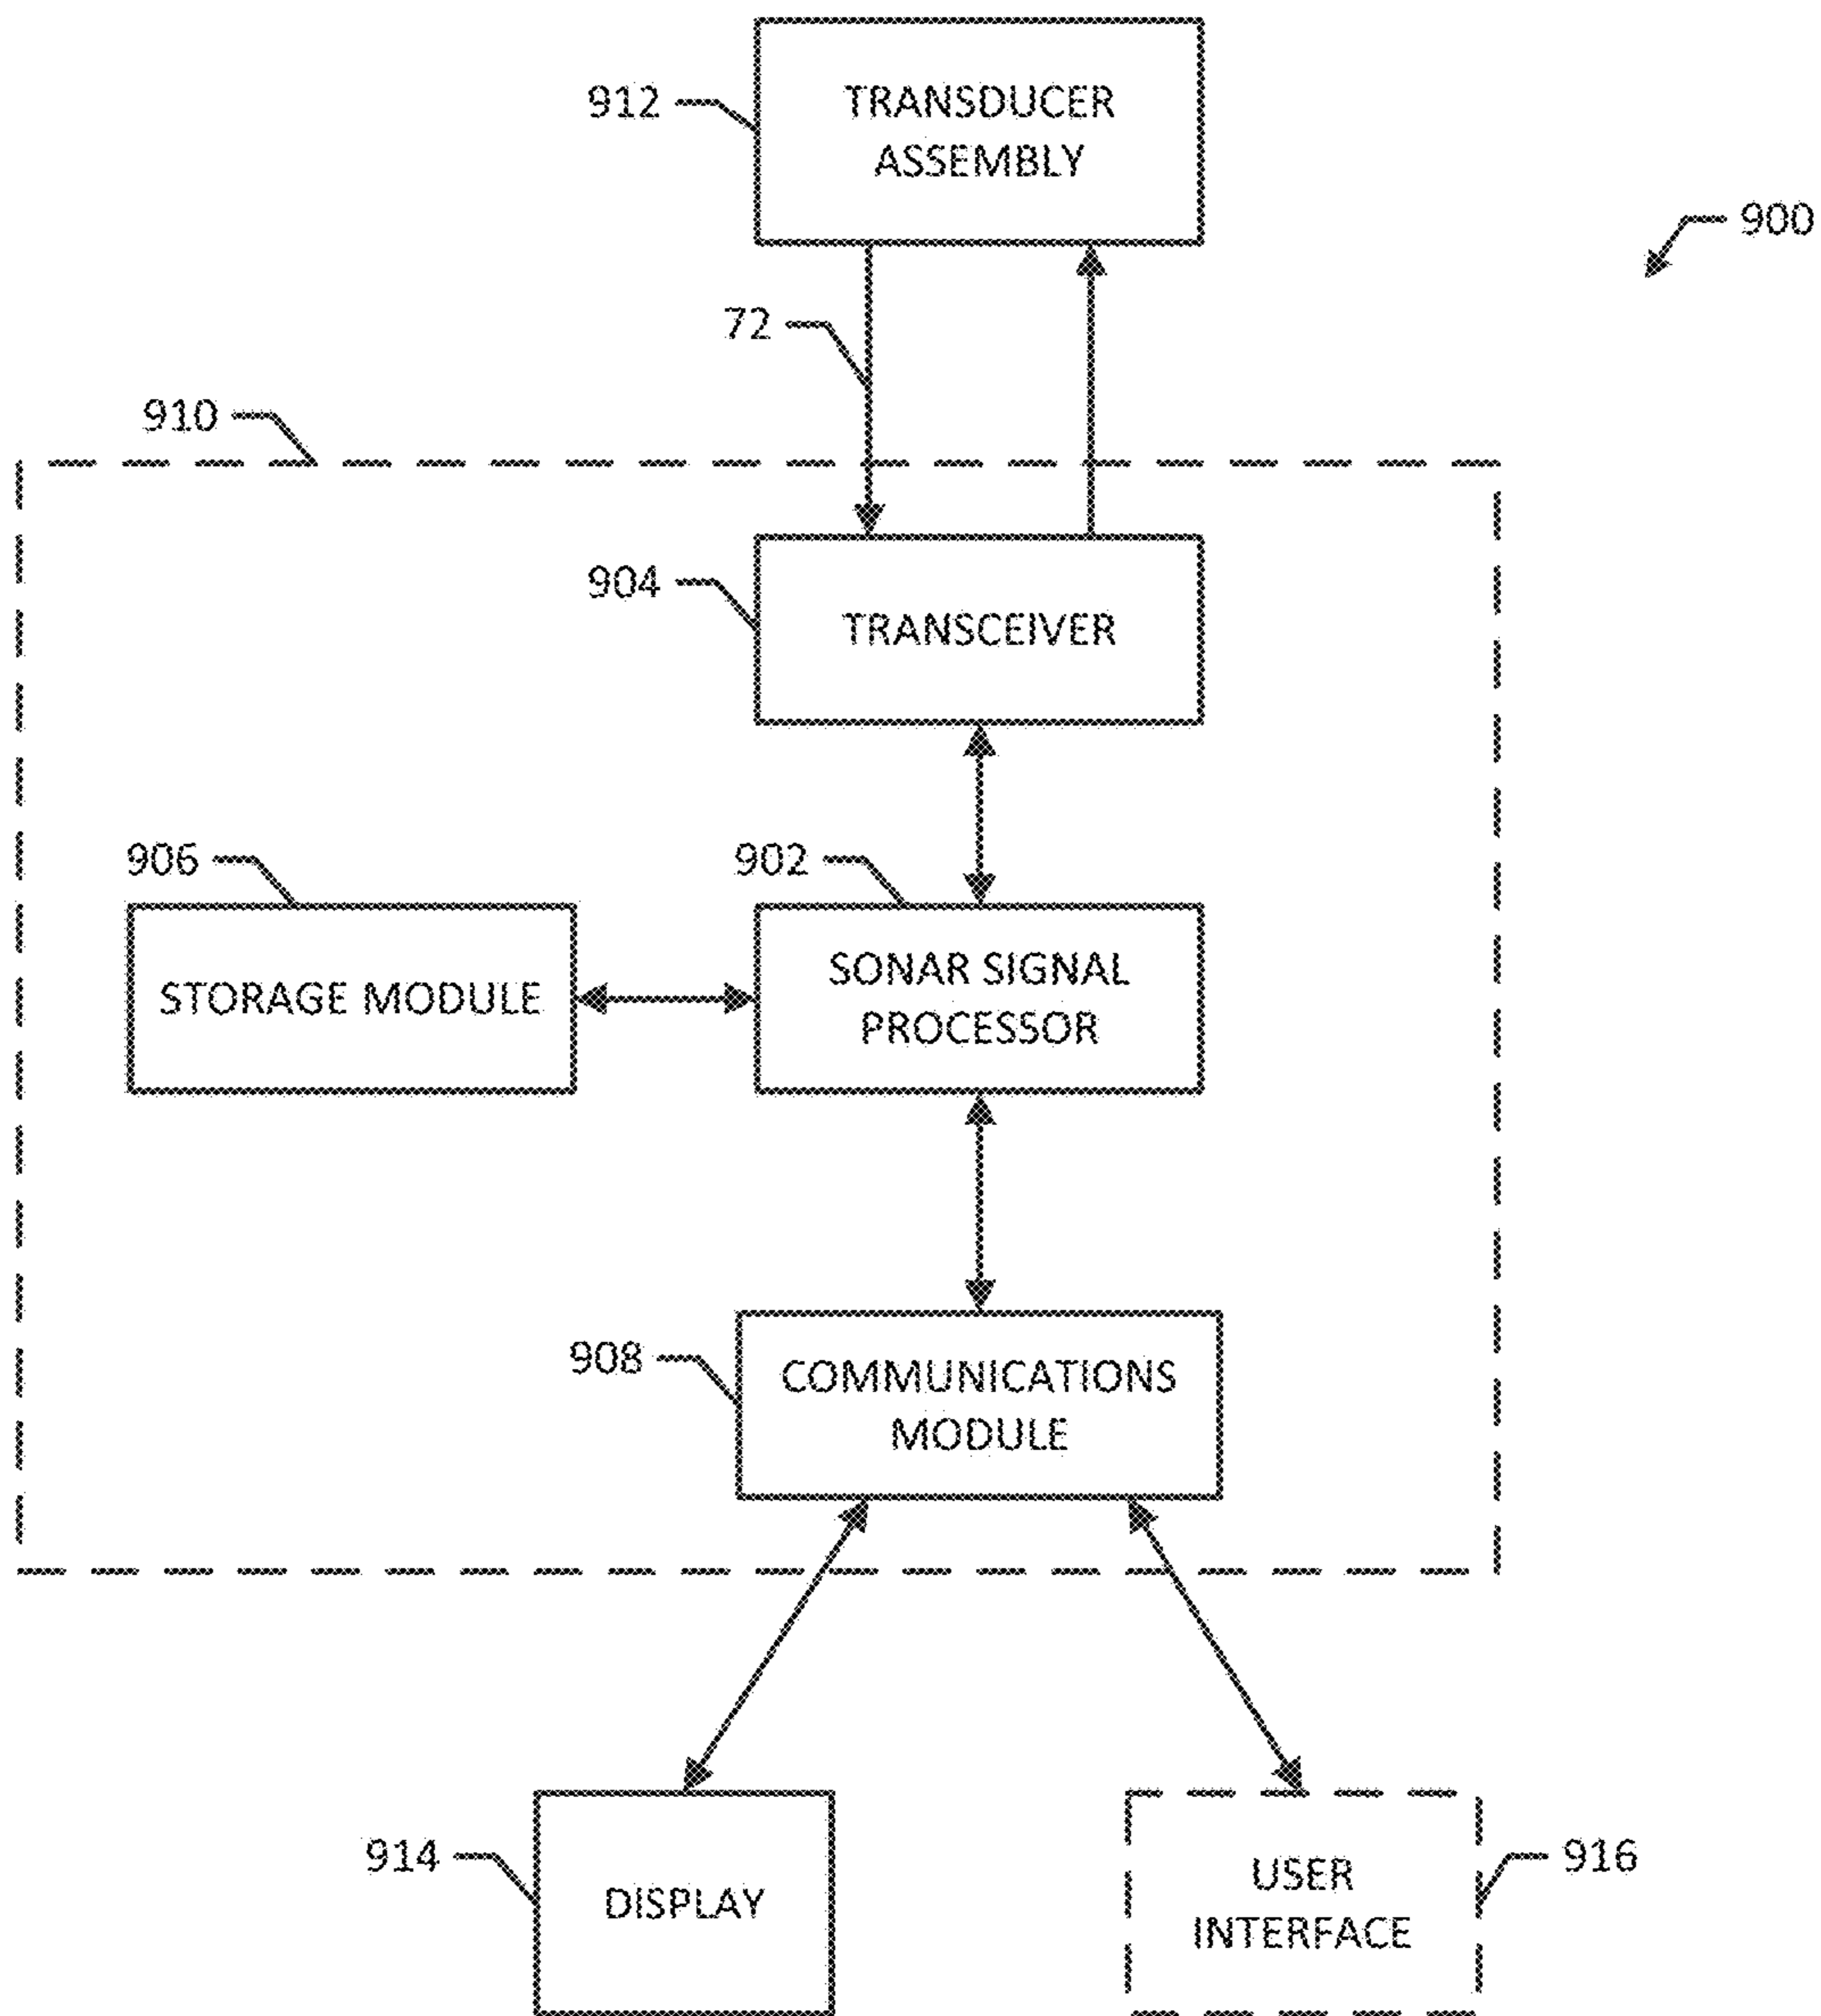 912
TRANSDUCER
ASSEMBLY
900
72
910
904
TRANSCEIVER
906
902
STORAGE MODULE
SONAR SIGNAL
PROCESSOR
908
COMMUNICATIONS
MODULE
914
DISPLAY
USER
INTERFACE
916